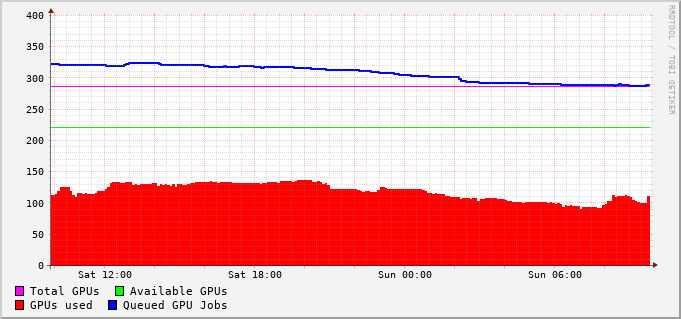 400
350
300
250
200
150
100
50
0
Sat 12:00 Sat 18:00 Sun 00:00 Sun 06:00
Total GPUs Available GPUs
GPUs used Queued GPU Jobs
RRDTOOL / TOBI OETIKER